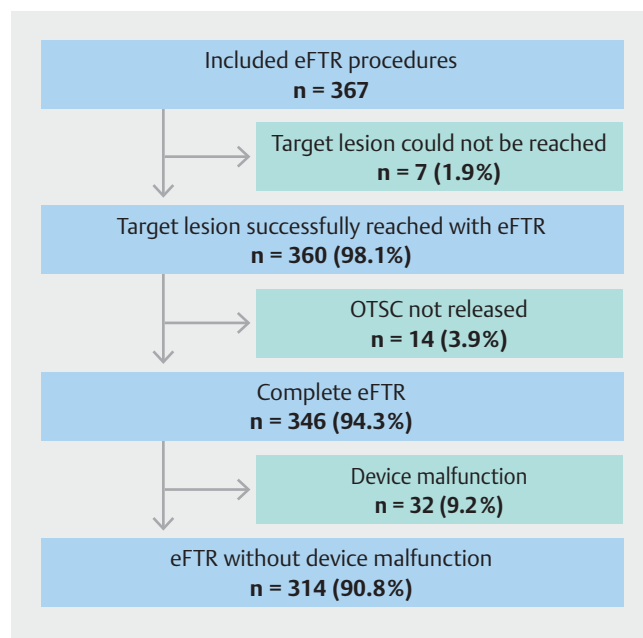 Included eFTR procedures
n = 367
Target lesion could not be reached
n = 7 (1.9%)
Target lesion successfully reached with eFTR
n = 360 (98.1%)
OTSC not released
n = 14 (3.9%)
Complete eFTR
n = 346 (94.3%)
Device malfunction
n = 32 (9.2%)
eFTR without device malfunction
n = 314 (90.8%)